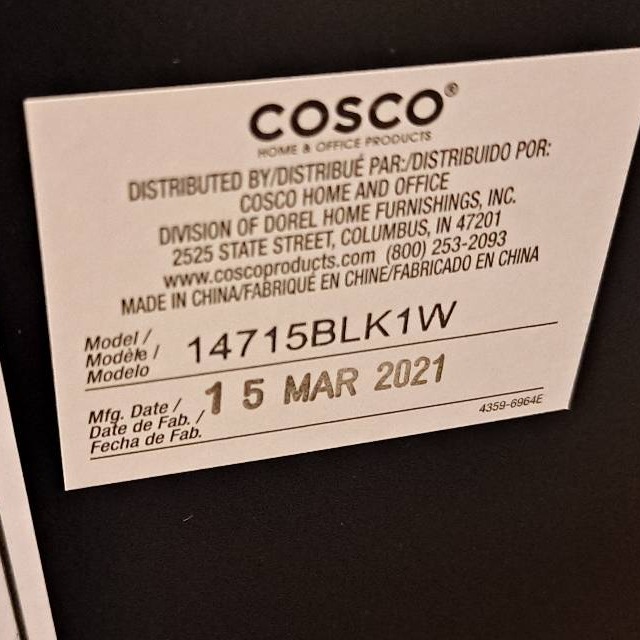 COSCO®
HOME & OFFICE PRODUCTS
DISTRIBUTED BY/DISTRIBUÉ PAR:/DISTRIBUIDO POR:
COSCO HOME AND OFFICE
DIVISION OF DOREL HOME FURNISHINGS, INC.
2525 STATE STREET, COLUMBUS, IN 47201
www.coscoproducts.com (800) 253-2093
MADE IN CHINA/FABRIQUÉ EN CHINE/FABRICADO EN CHINA
Model /
Modèle / 14715BLK1W
Modelo
Mfg. Date /
Date de Fab. / 15 MAR 2021
Fecha de Fab.
4359-6964E